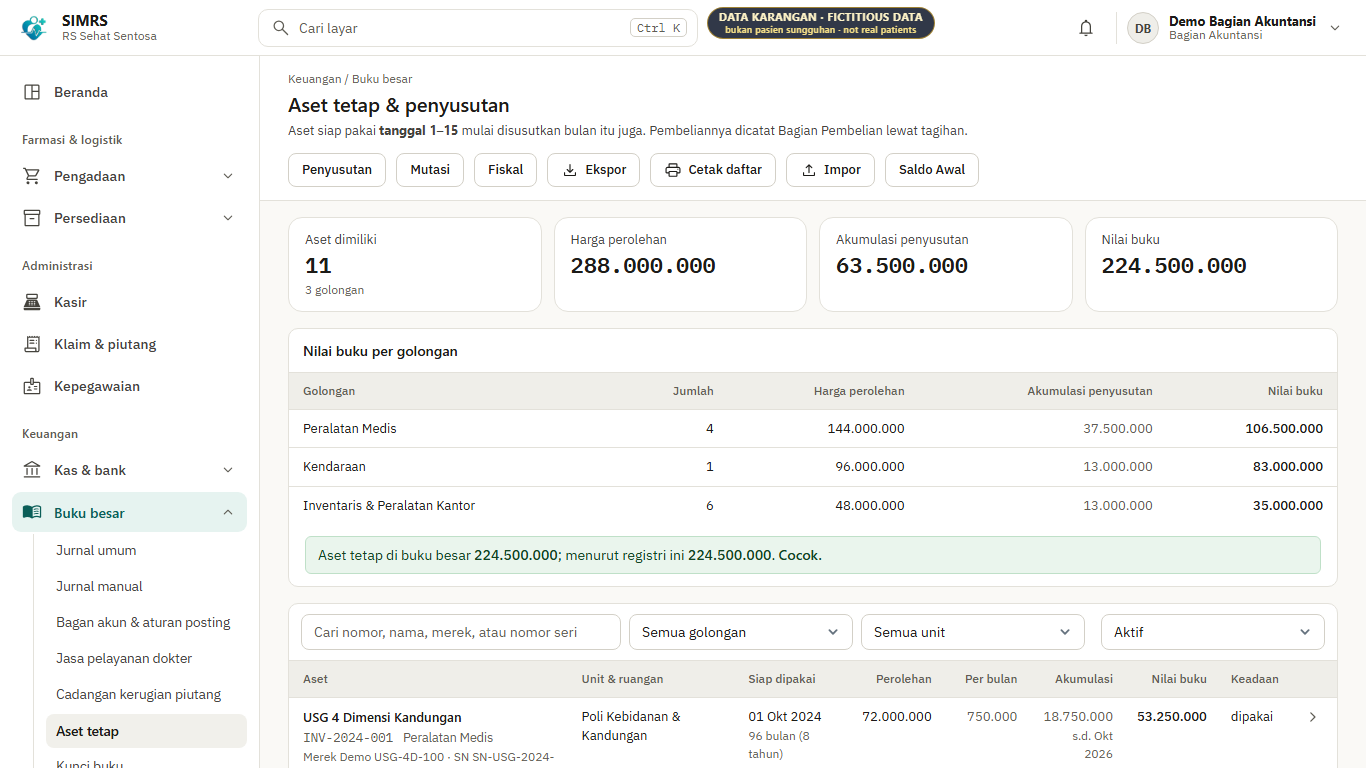 SIMRS
RS Sehat Sentosa
Cari layar
Ctrl K
DATA KARANGAN - FICTITIOUS DATA
bukan pasien sungguhan - not real patients
DB
Demo Bagian Akuntansi
Bagian Akuntansi
Beranda
Farmasi & logistik
Pengadaan
Persediaan
Administrasi
Kasir
Klaim & piutang
Kepegawaian
Keuangan
Kas & bank
Buku besar
Jurnal umum
Jurnal manual
Bagan akun & aturan posting
Jasa pelayanan dokter
Cadangan kerugian piutang
Aset tetap
Kunci buku
Keuangan / Buku besar
Aset tetap & penyusutan
Aset siap pakai tanggal 1–15 mulai disusutkan bulan itu juga. Pembeliannya dicatat Bagian Pembelian lewat tagihan.
Penyusutan
Mutasi
Fiskal
Ekspor
Cetak daftar
Impor
Saldo Awal
Aset dimiliki
11
3 golongan
Harga perolehan
288.000.000
Akumulasi penyusutan
63.500.000
Nilai buku
224.500.000
Nilai buku per golongan
Golongan Jumlah Harga perolehan Akumulasi penyusutan Nilai buku
Peralatan Medis 4 144.000.000 37.500.000 106.500.000
Kendaraan 1 96.000.000 13.000.000 83.000.000
Inventaris & Peralatan Kantor 6 48.000.000 13.000.000 35.000.000
Aset tetap di buku besar 224.500.000; menurut registri ini 224.500.000. Cocok.
Cari nomor, nama, merek, atau nomor seri
Semua golongan
Semua unit
Aktif
Aset Unit & ruangan Siap dipakai Perolehan Per bulan Akumulasi Nilai buku Keadaan
USG 4 Dimensi Kandungan
INV-2024-001 Peralatan Medis
Merek Demo USG-4D-100 · SN SN-USG-2024-
Poli Kebidanan &
Kandungan
01 Okt 2024
96 bulan (8
tahun)
72.000.000
750.000
18.750.000
s.d. Okt
2026
53.250.000
dipakai